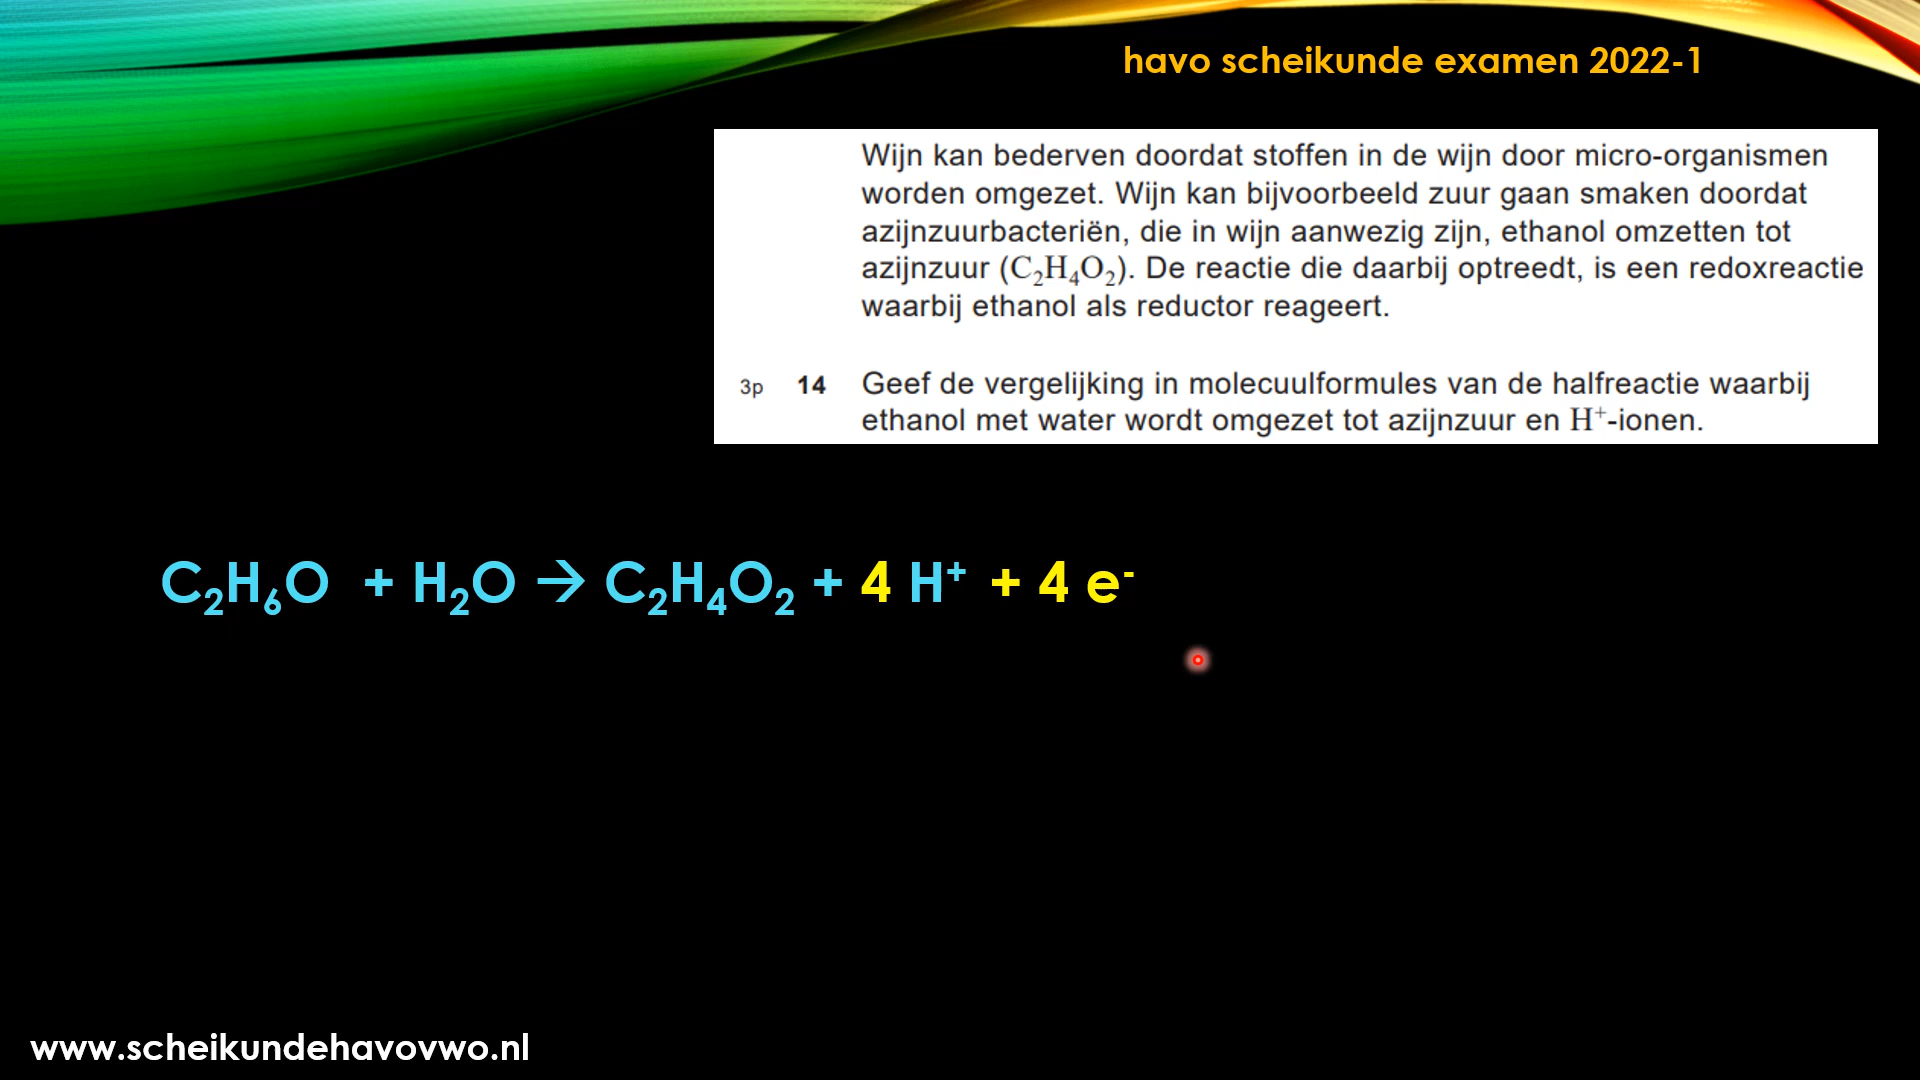 havo scheikunde examen 2022-1
Wijn kan bederven doordat stoffen in de wijn door micro-organismen
worden omgezet. Wijn kan bijvoorbeeld zuur gaan smaken doordat
azijnzuurbacteriën, die in wijn aanwezig zijn, ethanol omzetten tot
azijnzuur (C₂H₄O₂). De reactie die daarbij optreedt, is een redoxreactie
waarbij ethanol als reductor reageert.
3p 14 Geef de vergelijking in molecuulformules van de halfreactie waarbij
ethanol met water wordt omgezet tot azijnzuur en H⁺-ionen.
C₂H₆O + H₂O → C₂H₄O₂ + 4 H⁺ + 4 e⁻
www.scheikundehavovwo.nl